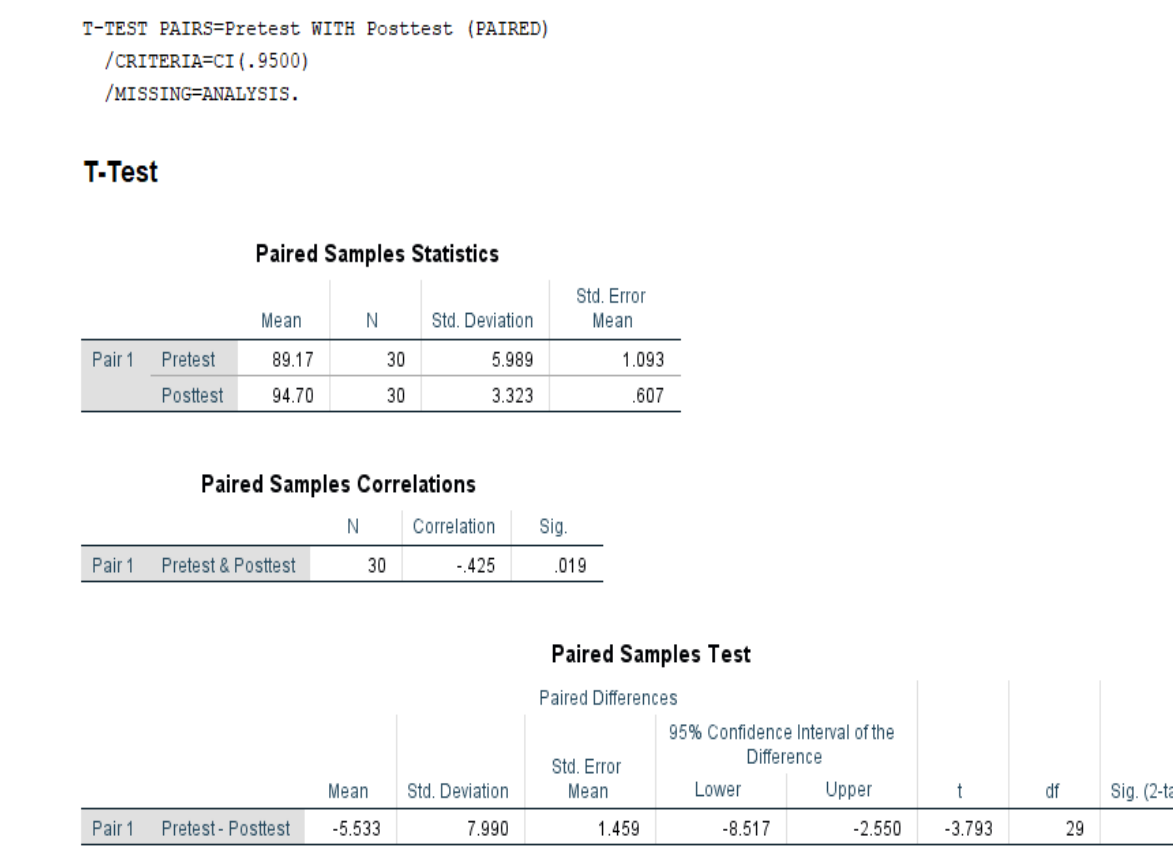 T-TEST PAIRS=Pretest WITH Posttest (PAIRED)
/CRITERIA=CI(.9500)
/MISSING=ANALYSIS.
T-Test
Paired Samples Statistics
Mean N Std. Deviation Std. Error Mean
Pair 1 Pretest 89.17 30 5.989 1.093
Posttest 94.70 30 3.323 .607
Paired Samples Correlations
N Correlation Sig.
Pair 1 Pretest & Posttest 30 -.425 .019
Paired Samples Test
Paired Differences
95% Confidence Interval of the Difference
Mean Std. Deviation Std. Error Mean Lower Upper t df Sig. (2-ta
Pair 1 Pretest - Posttest -5.533 7.990 1.459 -8.517 -2.550 -3.793 29